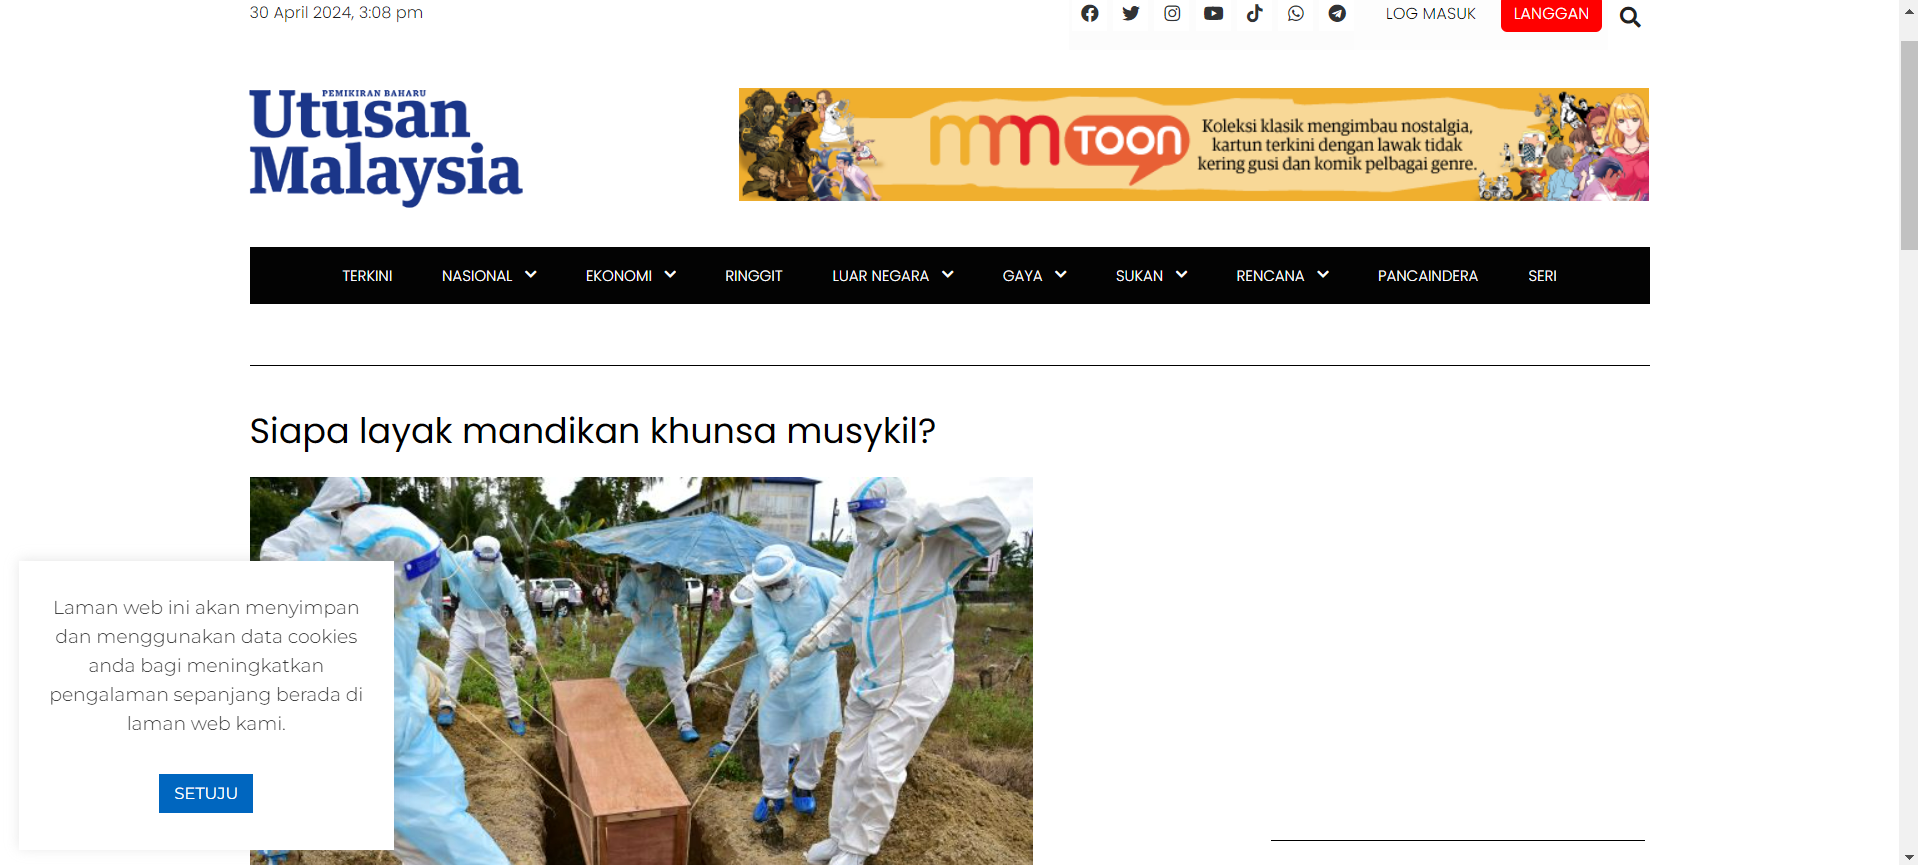 30 April 2024, 3:08 pm
LOG MASUK
LANGGAN
PEMIKIRAN BAHARU
Utusan
Malaysia
mmm TOON
Koleksi klasik mengimbau nostalgia,
kartun terkini dengan lawak tidak
kering gusi dan komik pelbagai genre.
TERKINI NASIONAL EKONOMI RINGGIT LUAR NEGARA GAYA SUKAN RENCANA PANCAINDERA SERI
Siapa layak mandikan khunsa musykil?
Laman web ini akan menyimpan
dan menggunakan data cookies
anda bagi meningkatkan
pengalaman sepanjang berada di
laman web kami.
SETUJU